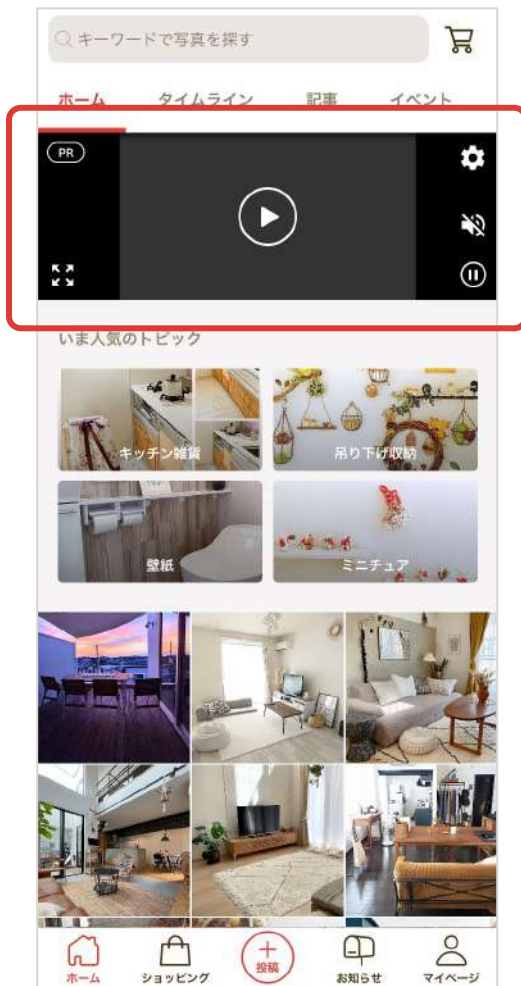 キーワードで写真を探す
ホーム タイムライン 記事 イベント
PR
いま人気のトピック
キッチン雑貨 吊り下げ収納
壁紙 ミニチュア
ホーム ショッピング 投稿 お知らせ マイページ